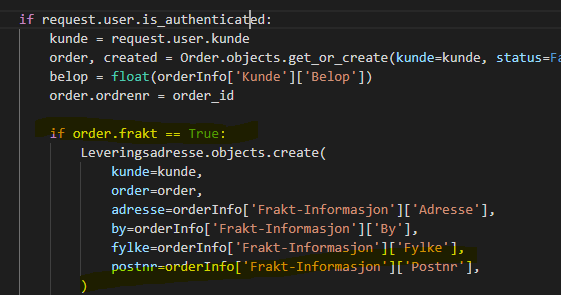 if request.user.is_authenticated:
kunde = request.user.kunde
order, created = Order.objects.get_or_create(kunde=kunde, status=Fa
belop = float(orderInfo['Kunde']['Belop'])
order.ordrenr = order_id
if order.frakt == True:
Leveringsadresse.objects.create(
kunde=kunde,
order=order,
adresse=orderInfo['Frakt-Informasjon']['Adresse'],
by=orderInfo['Frakt-Informasjon']['By'],
fylke=orderInfo['Frakt-Informasjon']['Fylke'],
postnr=orderInfo['Frakt-Informasjon']['Postnr'],
)